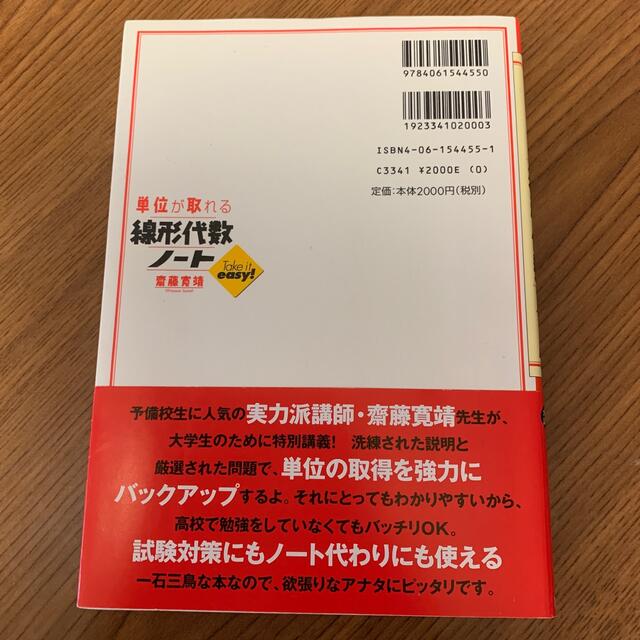 9784061544550
1923341020003
ISBN4-06-154455-1
C3341 ¥2000E (0)
定価:本体2000円(税別)
単位が取れる
線形代数
ノート
Take it
easy!
齋藤寛靖
予備校生に人気の実力派講師・齋藤寛靖先生が、
大学生のために特別講義! 洗練された説明と
厳選された問題で、単位の取得を強力に
バックアップするよ。それにとってもわかりやすいから、
高校で勉強をしていなくてもバッチリOK。
試験対策にもノート代わりにも使える
一石三鳥な本なので、欲張りなアナタにピッタリです。